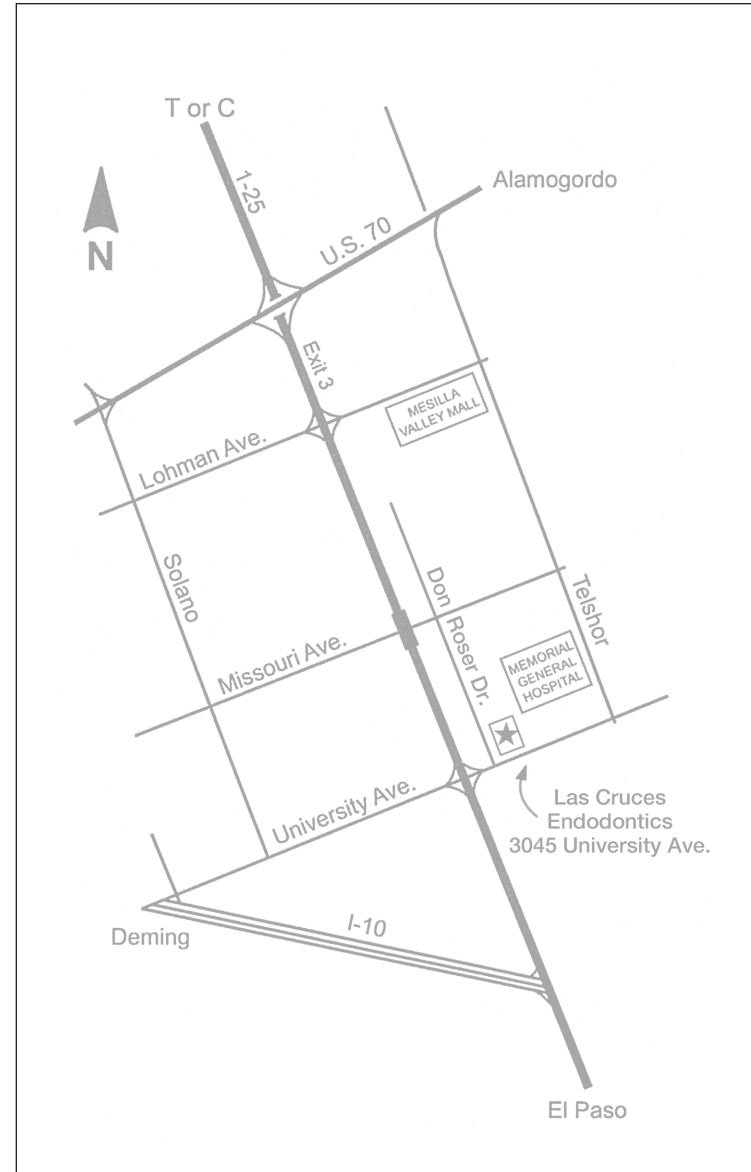 T or C
1-25
Alamogordo
U.S. 70
N
Exit 3
MESILLA
VALLEY MALL
Lohman Ave.
Solano
Don Roser Dr.
Telshor
Missouri Ave.
MEMORIAL
GENERAL
HOSPITAL
University Ave.
Las Cruces
Endodontics
3045 University Ave.
I-10
Deming
El Paso